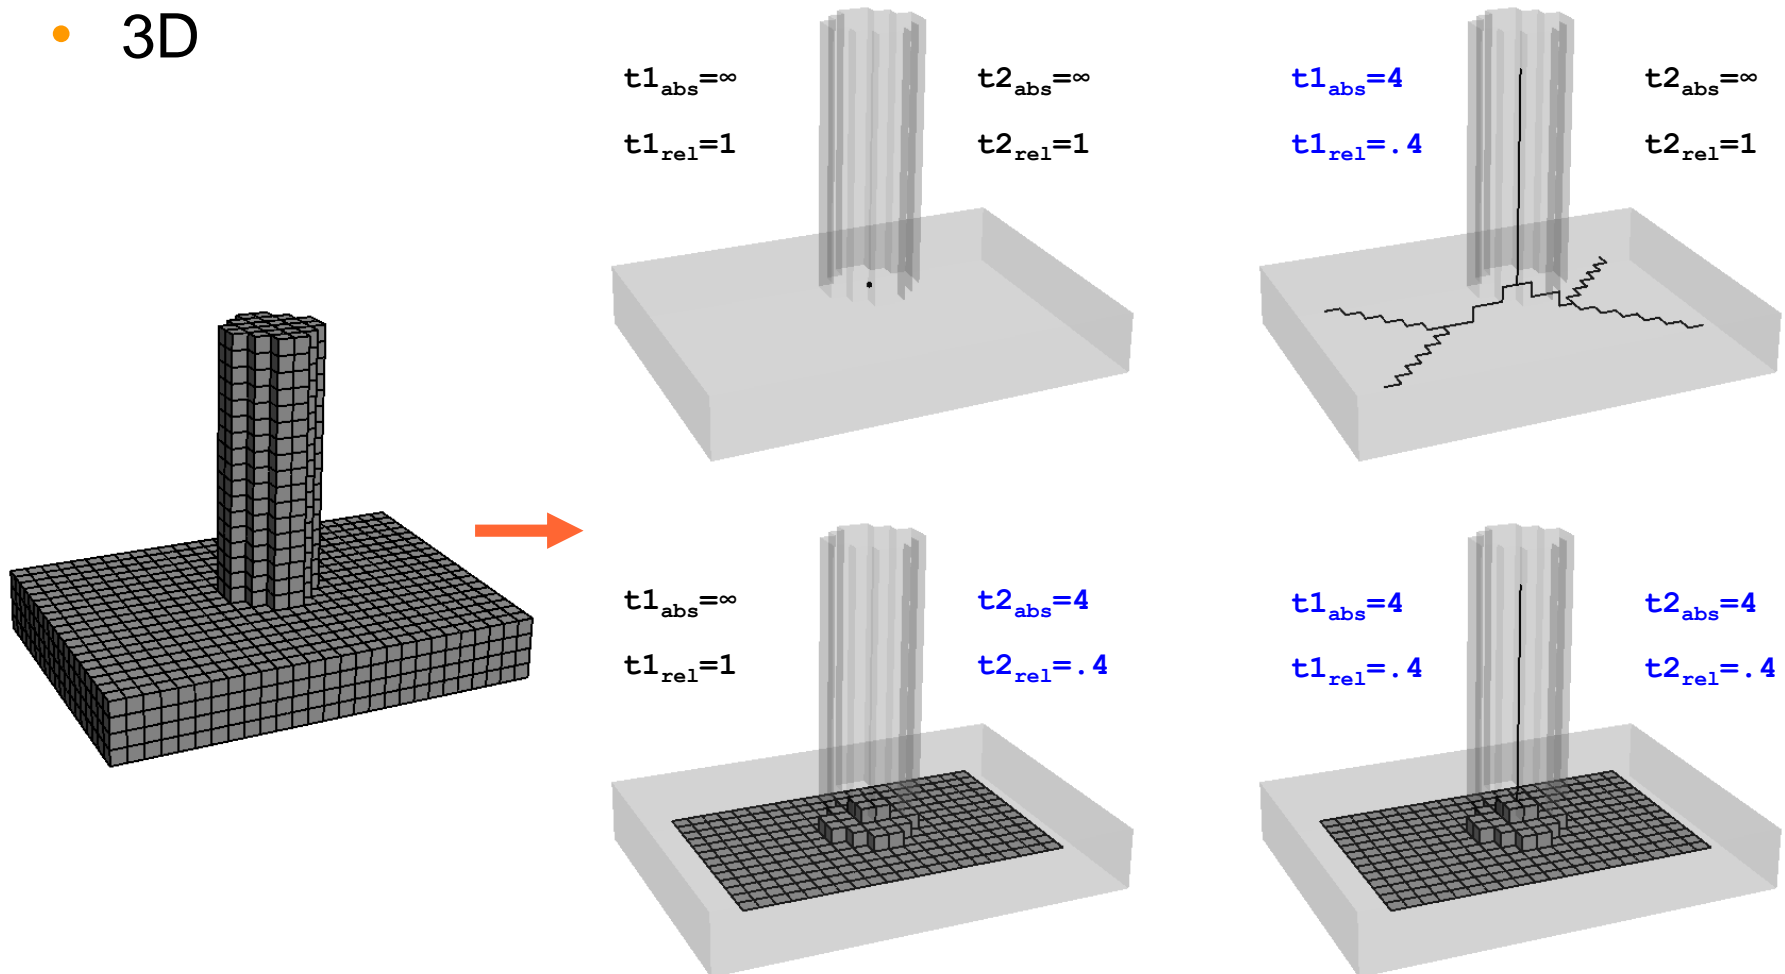 • 3D
t1abs=∞ t2abs=∞
t1rel=1 t2rel=1
t1abs=4 t2abs=∞
t1rel=.4 t2rel=1
t1abs=∞ t2abs=4
t1rel=1 t2rel=.4
t1abs=4 t2abs=4
t1rel=.4 t2rel=.4